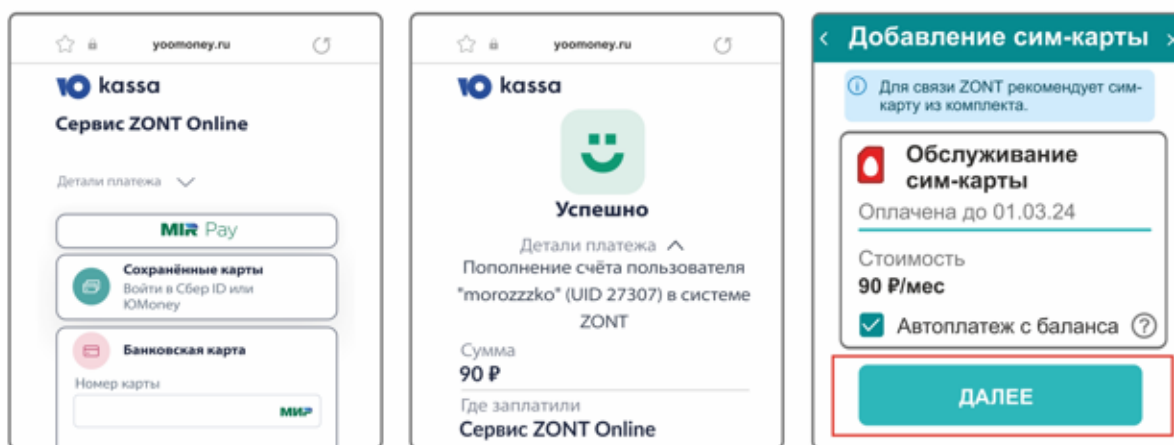 yoomoney.ru
Ю kassa
Сервис ZONT Online
Детали платежа
MIR Pay
Сохранённые карты
Войти в Сбер ID или
ЮMoney
Банковская карта
Номер карты
МИР
yoomoney.ru
Ю kassa
Успешно
Детали платежа
Пополнение счёта пользователя
"morozzzko" (UID 27307) в системе
ZONT
Сумма
90 ₽
Где заплатили
Сервис ZONT Online
Добавление сим-карты
Для связи ZONT рекомендует сим-
карту из комплекта.
Обслуживание
сим-карты
Оплачена до 01.03.24
Стоимость
90 ₽/мес
Автоплатеж с баланса ?
ДАЛЕЕ